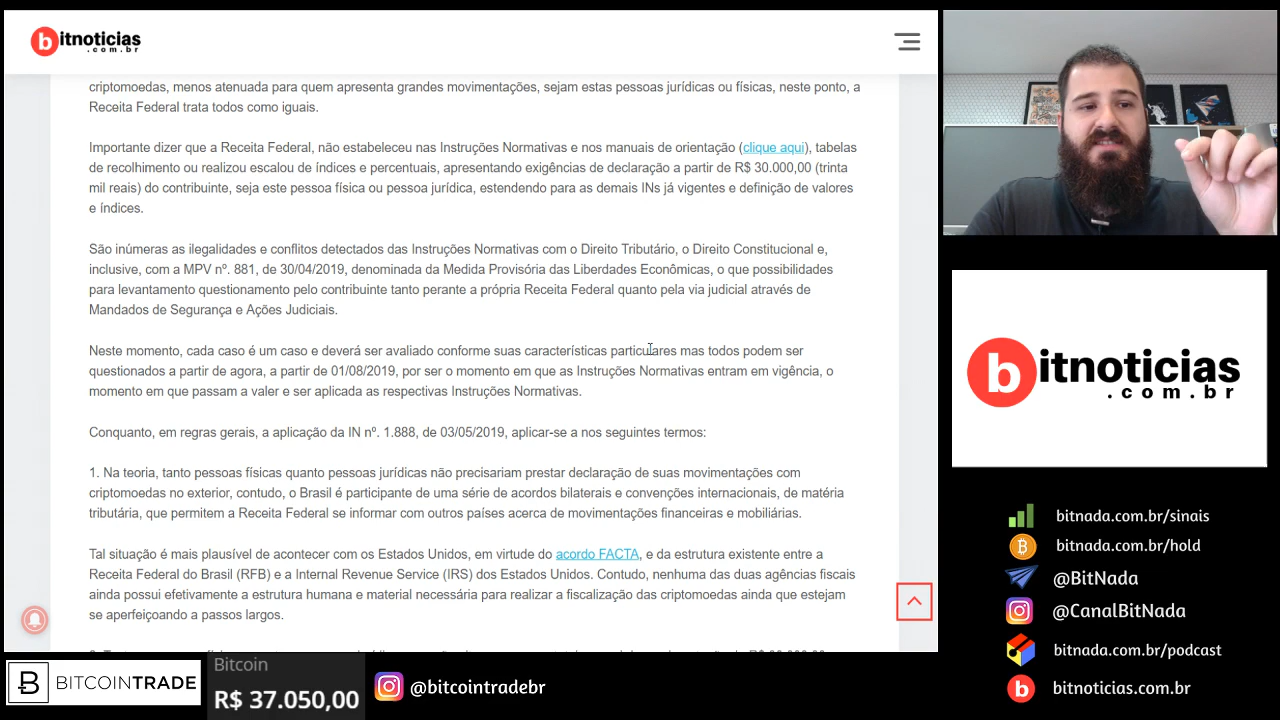 bitnoticias
.com.br
criptomoedas, menos atenuada para quem apresenta grandes movimentações, sejam estas pessoas jurídicas ou físicas, neste ponto, a
Receita Federal trata todos como iguais.
Importante dizer que a Receita Federal, não estabeleceu nas Instruções Normativas e nos manuais de orientação (clique aqui), tabelas
de recolhimento ou realizou escalou de índices e percentuais, apresentando exigências de declaração a partir de R$ 30.000,00 (trinta
mil reais) do contribuinte, seja este pessoa física ou pessoa jurídica, estendendo para as demais INs já vigentes e definição de valores
e índices.
São inúmeras as ilegalidades e conflitos detectados das Instruções Normativas com o Direito Tributário, o Direito Constitucional e,
inclusive, com a MPV nº. 881, de 30/04/2019, denominada da Medida Provisória das Liberdades Econômicas, o que possibilidades
para levantamento questionamento pelo contribuinte tanto perante a própria Receita Federal quanto pela via judicial através de
Mandados de Segurança e Ações Judiciais.
Neste momento, cada caso é um caso e deverá ser avaliado conforme suas características particulares mas todos podem ser
questionados a partir de agora, a partir de 01/08/2019, por ser o momento em que as Instruções Normativas entram em vigência, o
momento em que passam a valer e ser aplicada as respectivas Instruções Normativas.
Conquanto, em regras gerais, a aplicação da IN nº. 1.888, de 03/05/2019, aplicar-se a nos seguintes termos:
1. Na teoria, tanto pessoas físicas quanto pessoas jurídicas não precisariam prestar declaração de suas movimentações com
criptomoedas no exterior, contudo, o Brasil é participante de uma série de acordos bilaterais e convenções internacionais, de matéria
tributária, que permitem a Receita Federal se informar com outros países acerca de movimentações financeiras e mobiliárias.
Tal situação é mais plausível de acontecer com os Estados Unidos, em virtude do acordo FACTA, e da estrutura existente entre a
Receita Federal do Brasil (RFB) e a Internal Revenue Service (IRS) dos Estados Unidos. Contudo, nenhuma das duas agências fiscais
ainda possui efetivamente a estrutura humana e material necessária para realizar a fiscalização das criptomoedas ainda que estejam
se aperfeiçoando a passos largos.
bitnoticias
.com.br
bitnada.com.br/sinais
bitnada.com.br/hold
@BitNada
@CanalBitNada
bitnada.com.br/podcast
bitnoticias.com.br
BITCOINTRADE
Bitcoin
R$ 37.050,00
@bitcointradebr